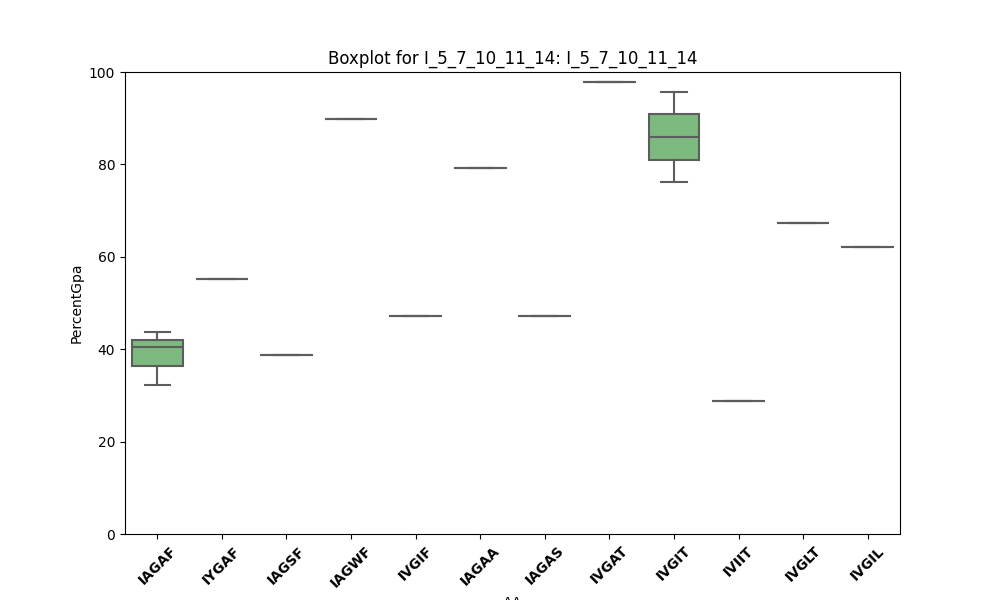 Boxplot for I_5_7_10_11_14: I_5_7_10_11_14
100
80
60
40
20
0
PercentGpa
IAGAF
IYGAF
IAGSF
IAGWF
IVGIF
IAGAA
IAGAS
IVGAT
IVGIT
IVIIT
IVGLT
IVGIL
AA